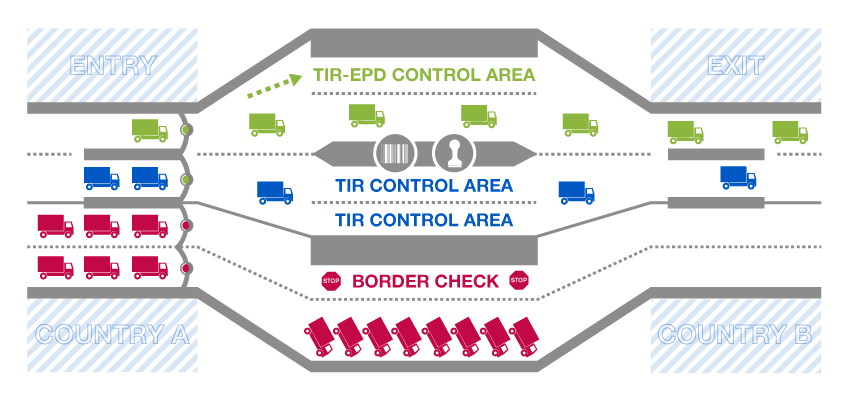 ENTRY
EXIT
TIR-EPD CONTROL AREA
TIR CONTROL AREA
TIR CONTROL AREA
STOP BORDER CHECK STOP
COUNTRY A
COUNTRY B